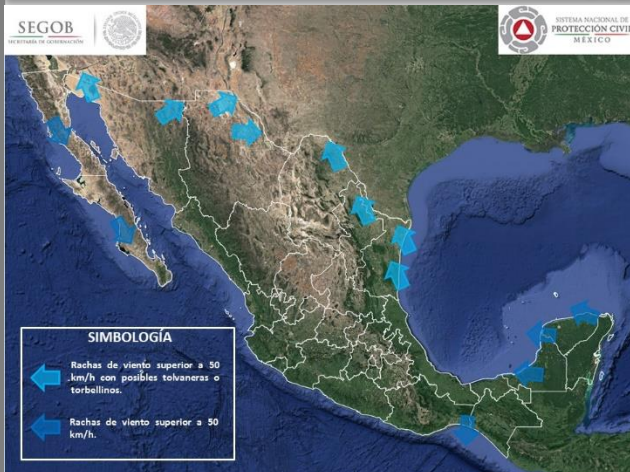 SEGOB
SECRETARÍA DE GOBERNACIÓN
SISTEMA NACIONAL DE
PROTECCIÓN CIVIL
MÉXICO
SIMBOLOGÍA
Rachas de viento superior a 50
km/h con posibles tolvaneras o
torbellinos.
Rachas de viento superior a 50
km/h.